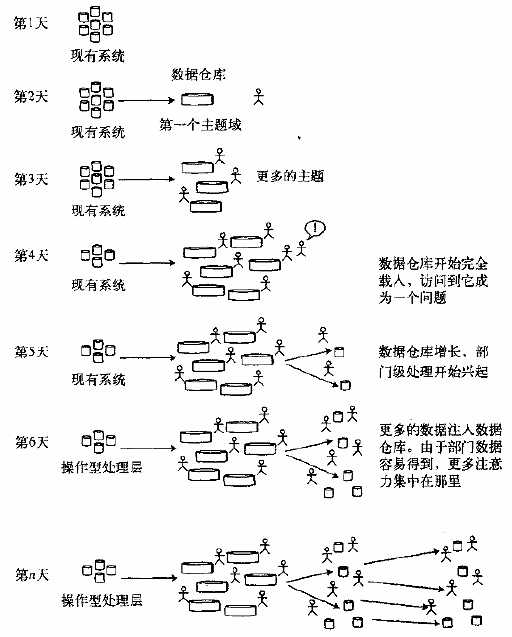 第1天
现有系统
数据仓库
第2天
现有系统
第一个主题域
第3天
更多的主题
现有系统
!
第4天
现有系统
数据仓库开始完全
载人，访问到它成
为一个问题
第5天
现有系统
数据仓库增长、部
门级处理开始兴起
第6天
操作型处理层
更多的数据注人数据
仓库。由于部门数据
容易得到，更多注意
力集中在那里
第n天
操作型处理层